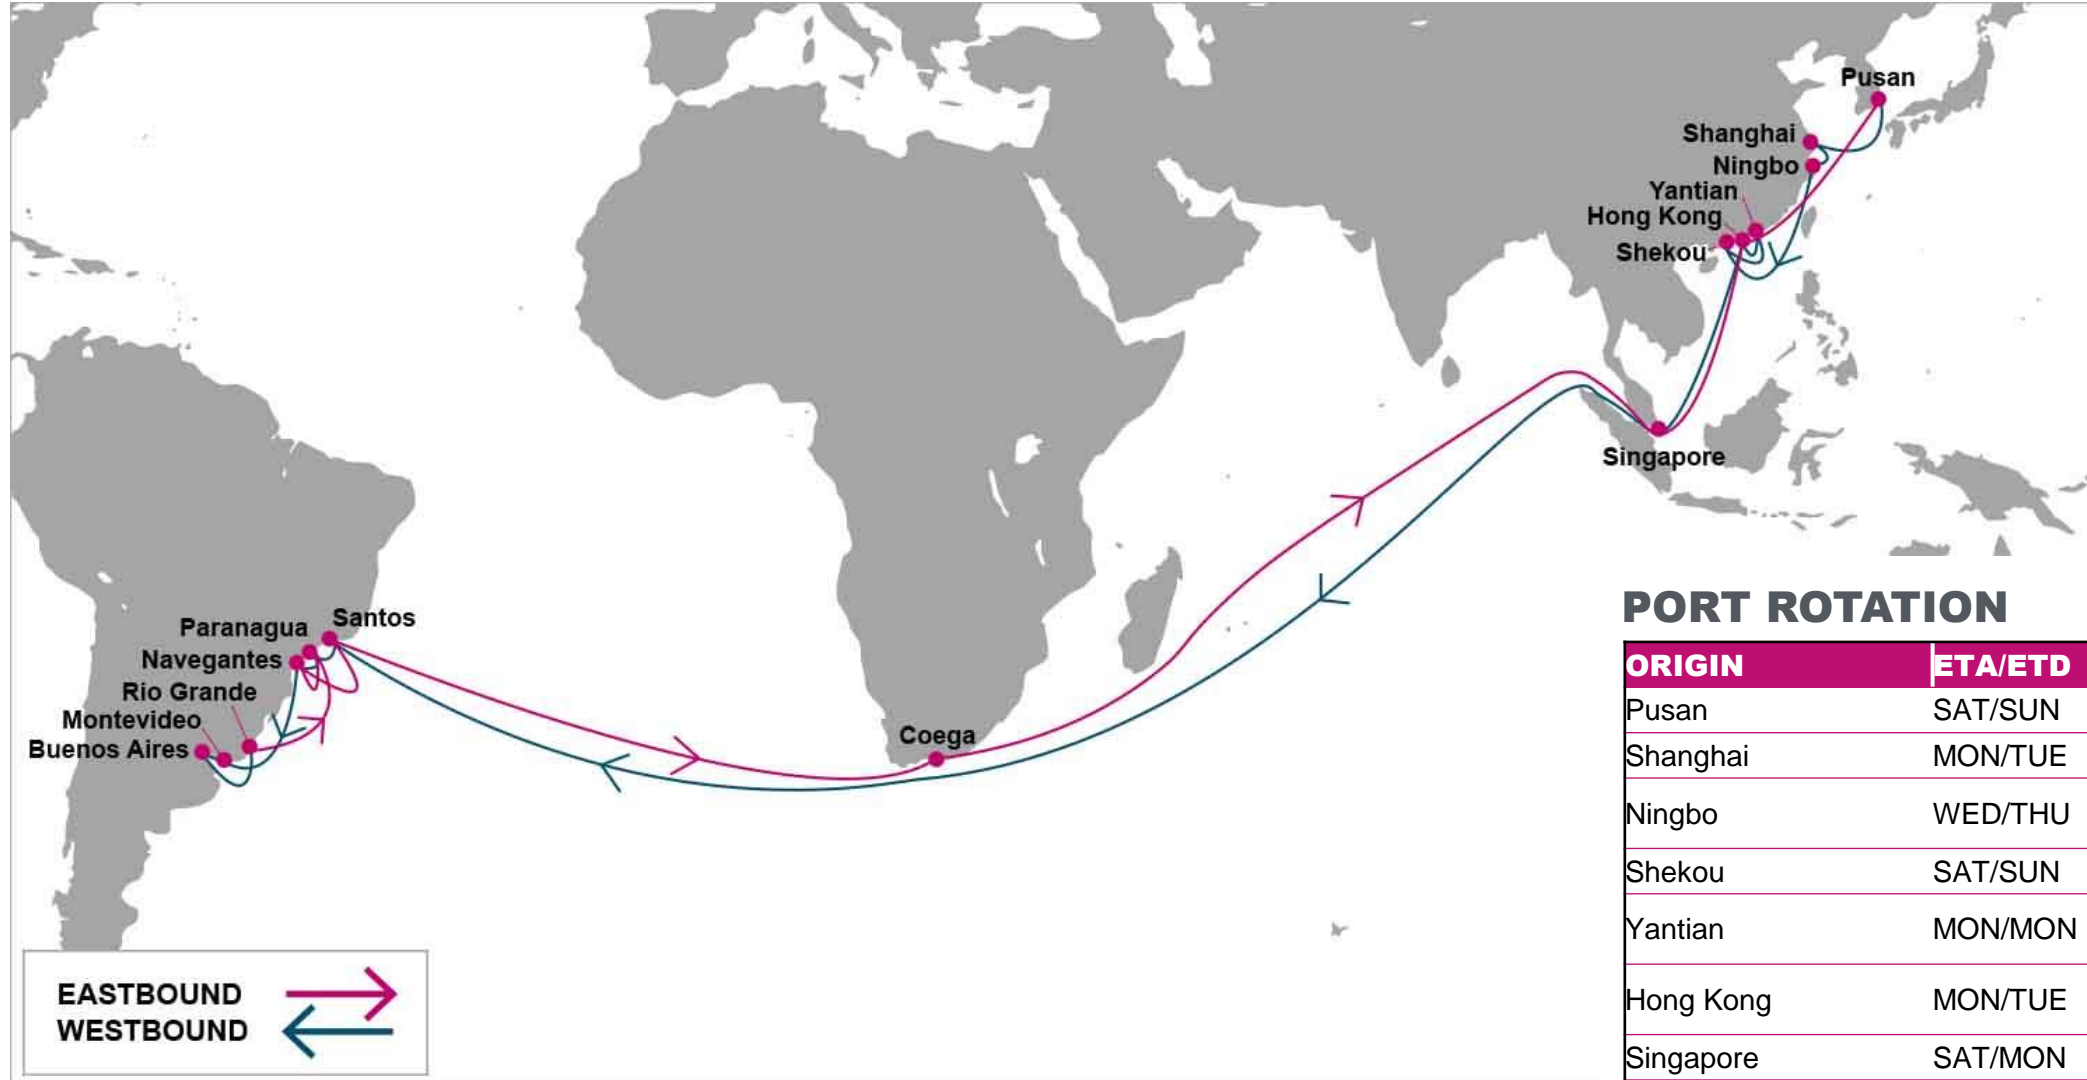 Pusan
Shanghai
Ningbo
Yantian
Hong Kong
Shekou
Singapore
Santos
Paranagua
Navegantes
Rio Grande
Montevideo
Buenos Aires
Coega
EASTBOUND
WESTBOUND
PORT ROTATION
ORIGIN ETA/ETD
Pusan SAT/SUN
Shanghai MON/TUE
Ningbo WED/THU
Shekou SAT/SUN
Yantian MON/MON
Hong Kong MON/TUE
Singapore SAT/MON